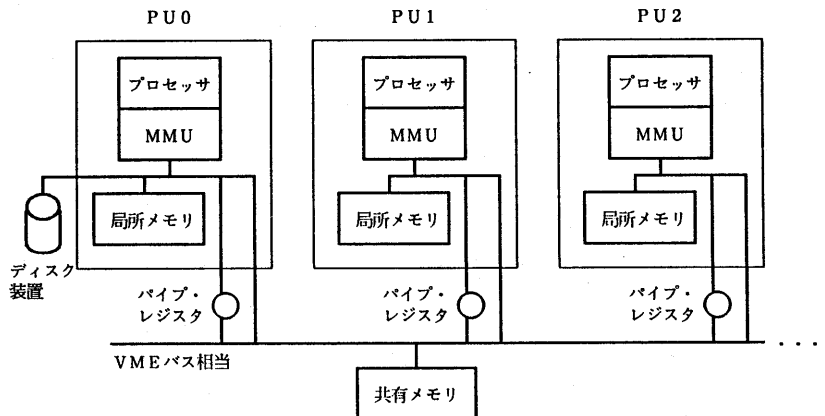 PU0
PU1
PU2
プロセッサ
プロセッサ
プロセッサ
MMU
MMU
MMU
局所メモリ
局所メモリ
局所メモリ
ディスク
装置
パイプ・
レジスタ
パイプ・
レジスタ
パイプ・
レジスタ
・・・
VMEバス相当
共有メモリ